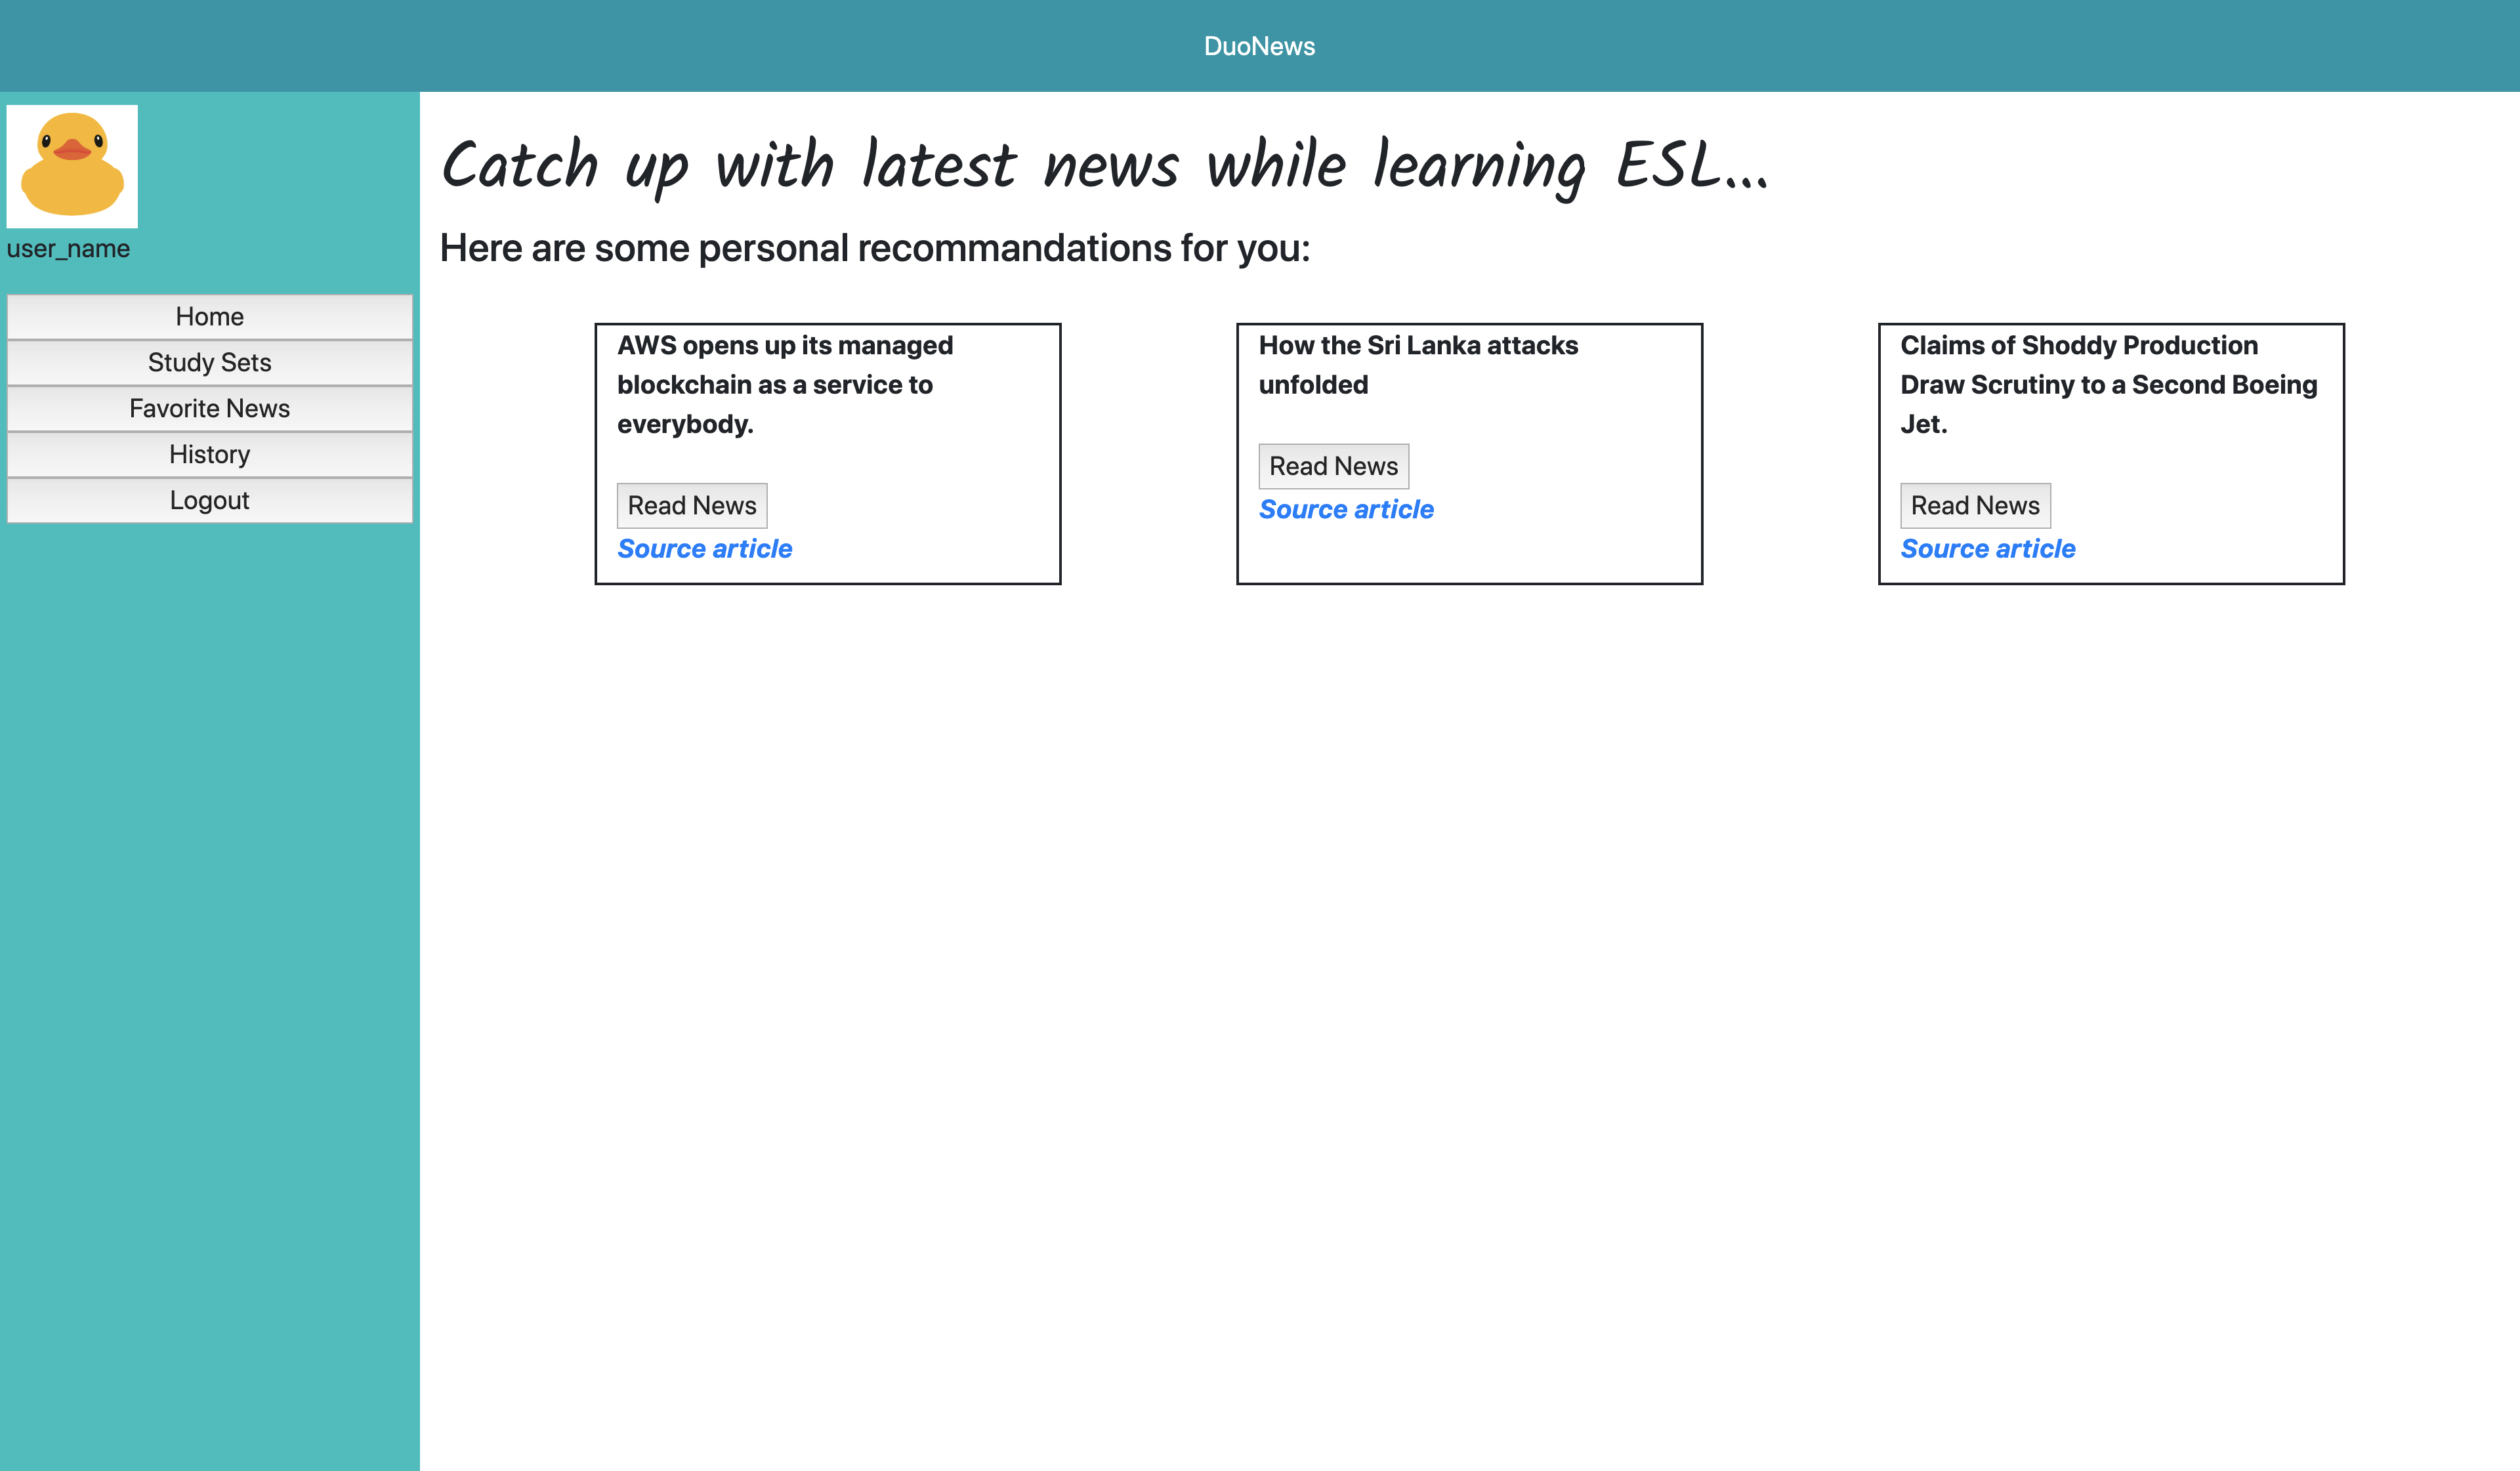 DuoNews
user_name
Home
Study Sets
Favorite News
History
Logout
Catch up with latest news while learning ESL...
Here are some personal recommandations for you:
AWS opens up its managed
blockchain as a service to
everybody.
Read News
Source article
How the Sri Lanka attacks
unfolded
Read News
Source article
Claims of Shoddy Production
Draw Scrutiny to a Second Boeing
Jet.
Read News
Source article